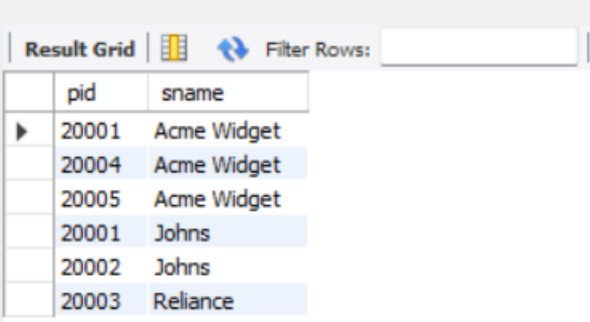 Result Grid Filter Rows:
pid sname
20001 Acme Widget
20004 Acme Widget
20005 Acme Widget
20001 Johns
20002 Johns
20003 Reliance